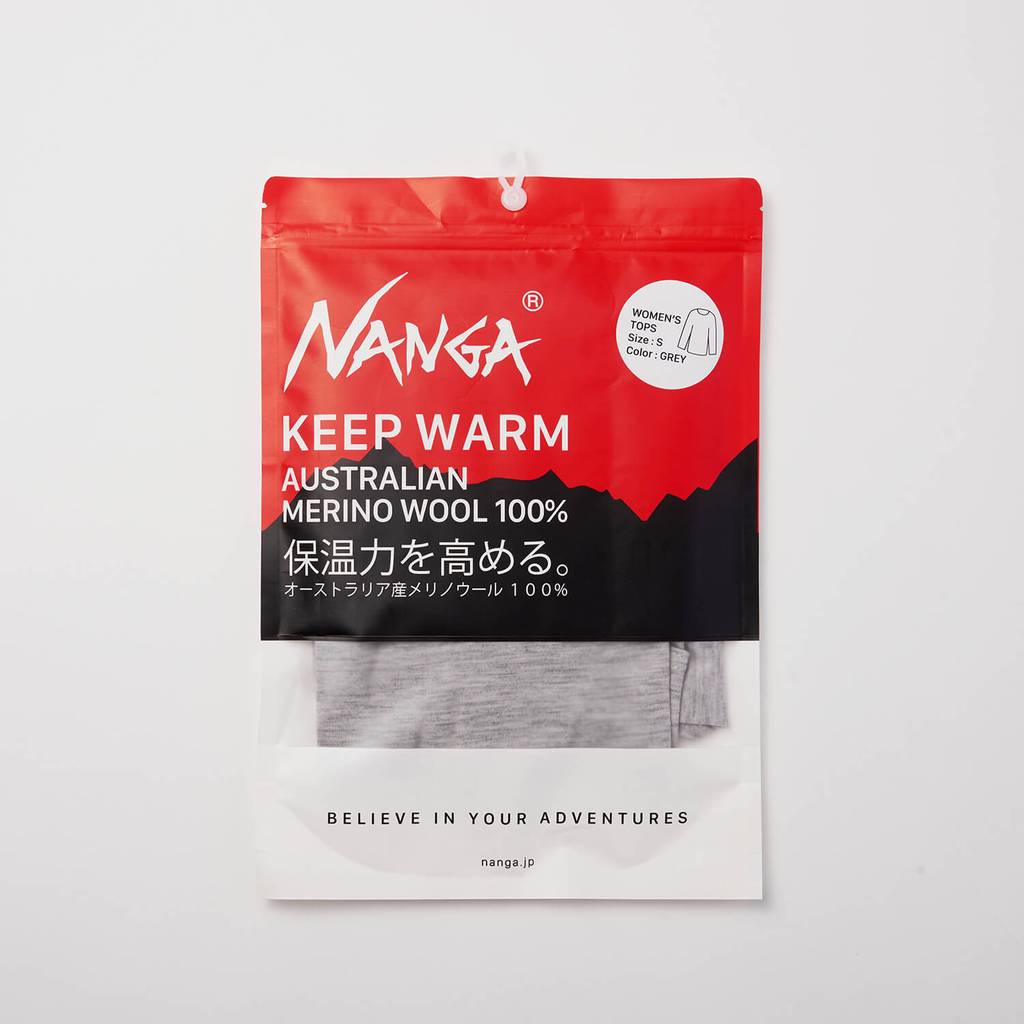 NANGA®
WOMEN'S
TOPS
Size : S
Color : GREY
KEEP WARM
AUSTRALIAN
MERINO WOOL 100%
保温力を高める。
オーストラリア産メリノウール １００％
BELIEVE IN YOUR ADVENTURES
nanga.jp